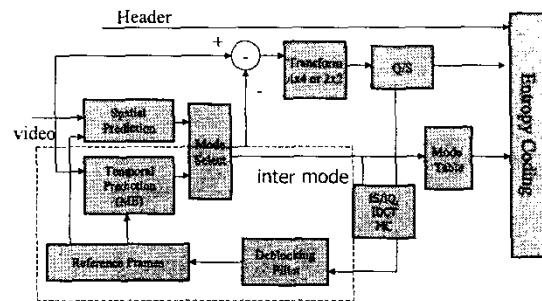 Header
+
-
Transform
4x4 or 2x2
Q/S
-
Spatial
Prediction
video
Mode
Select
Temporal
Prediction
(ME)
inter mode
Mode
Table
Entropy Coding
IS/IQ,
IDCT
MC
Reference Frames
Deblocking
Filter